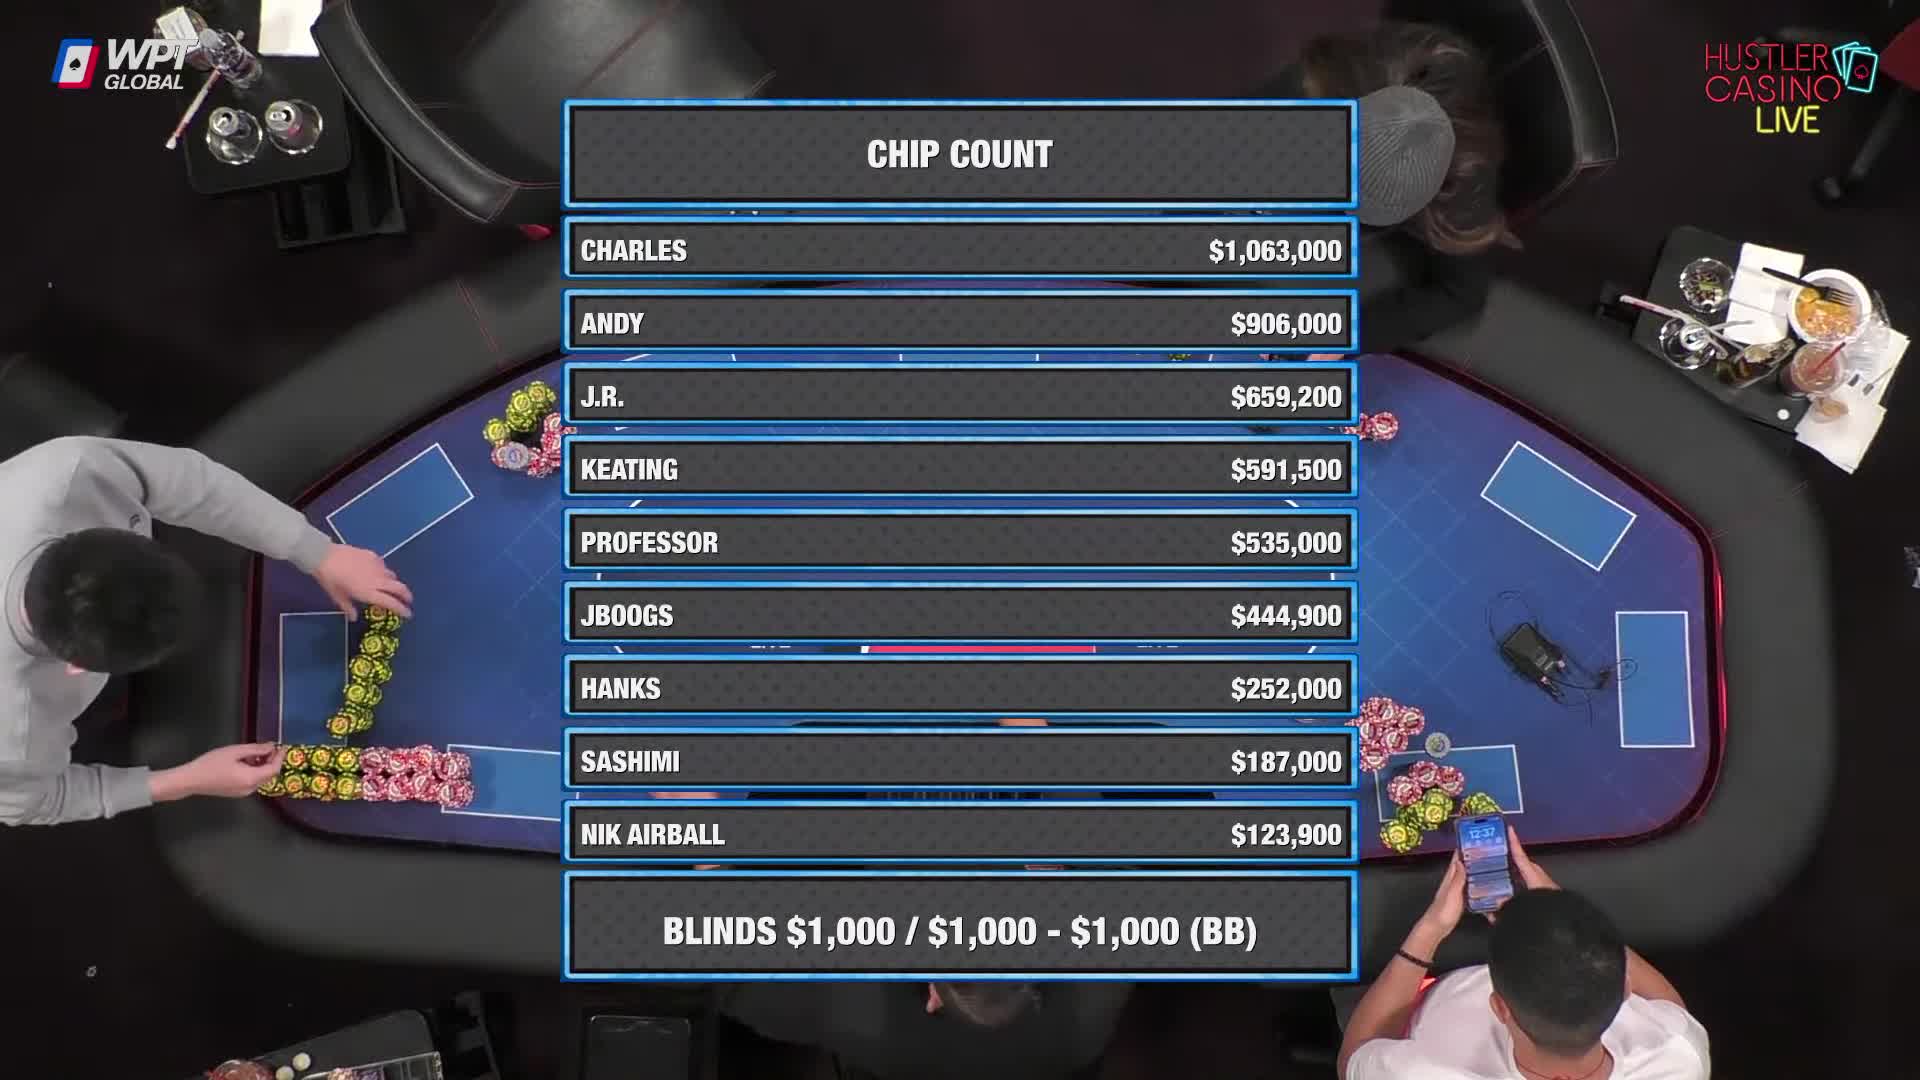 WPT
GLOBAL
HUSTLER
CASINO
LIVE
CHIP COUNT
CHARLES $1,063,000
ANDY $906,000
J.R. $659,200
KEATING $591,500
PROFESSOR $535,000
JBOOGS $444,900
HANKS $252,000
SASHIMI $187,000
NIK AIRBALL $123,900
12:37
BLINDS $1,000 / $1,000 - $1,000 (BB)